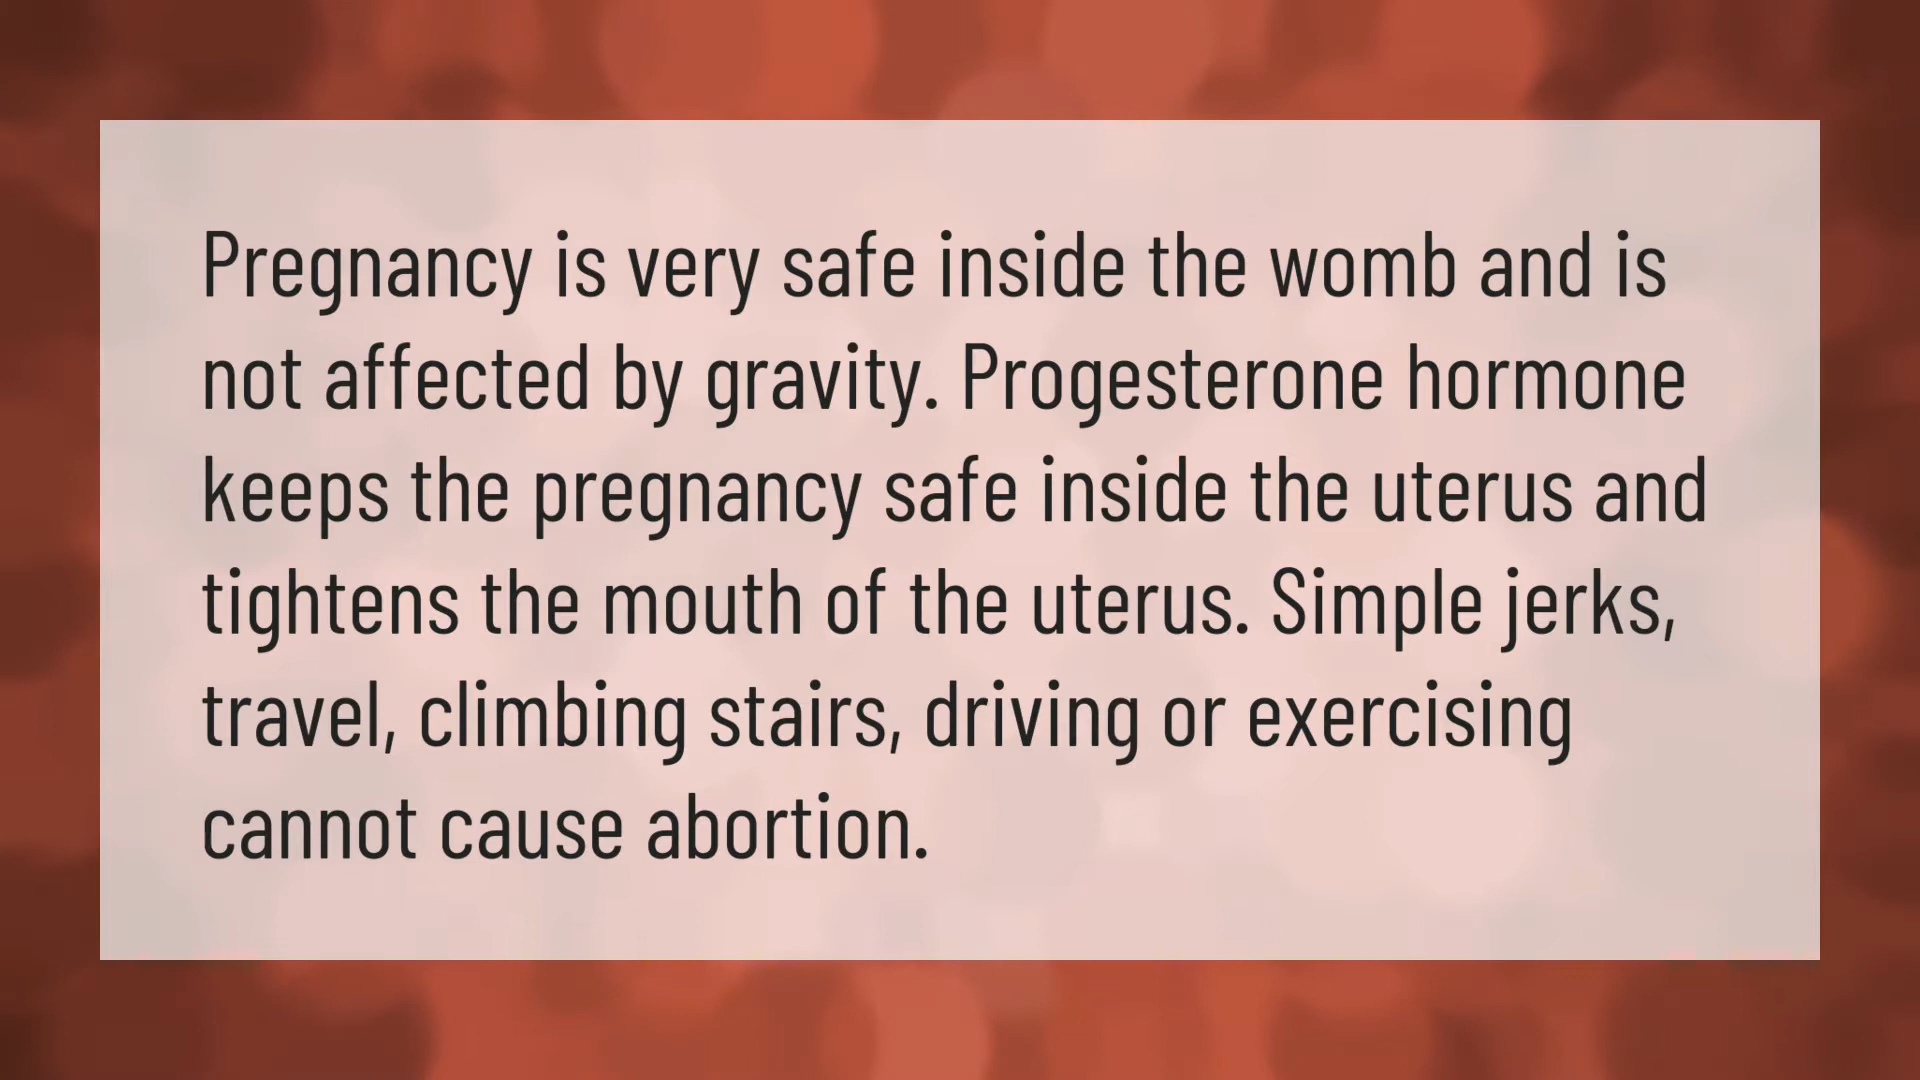 Pregnancy is very safe inside the womb and is
not affected by gravity. Progesterone hormone
keeps the pregnancy safe inside the uterus and
tightens the mouth of the uterus. Simple jerks,
travel, climbing stairs, driving or exercising
cannot cause abortion.